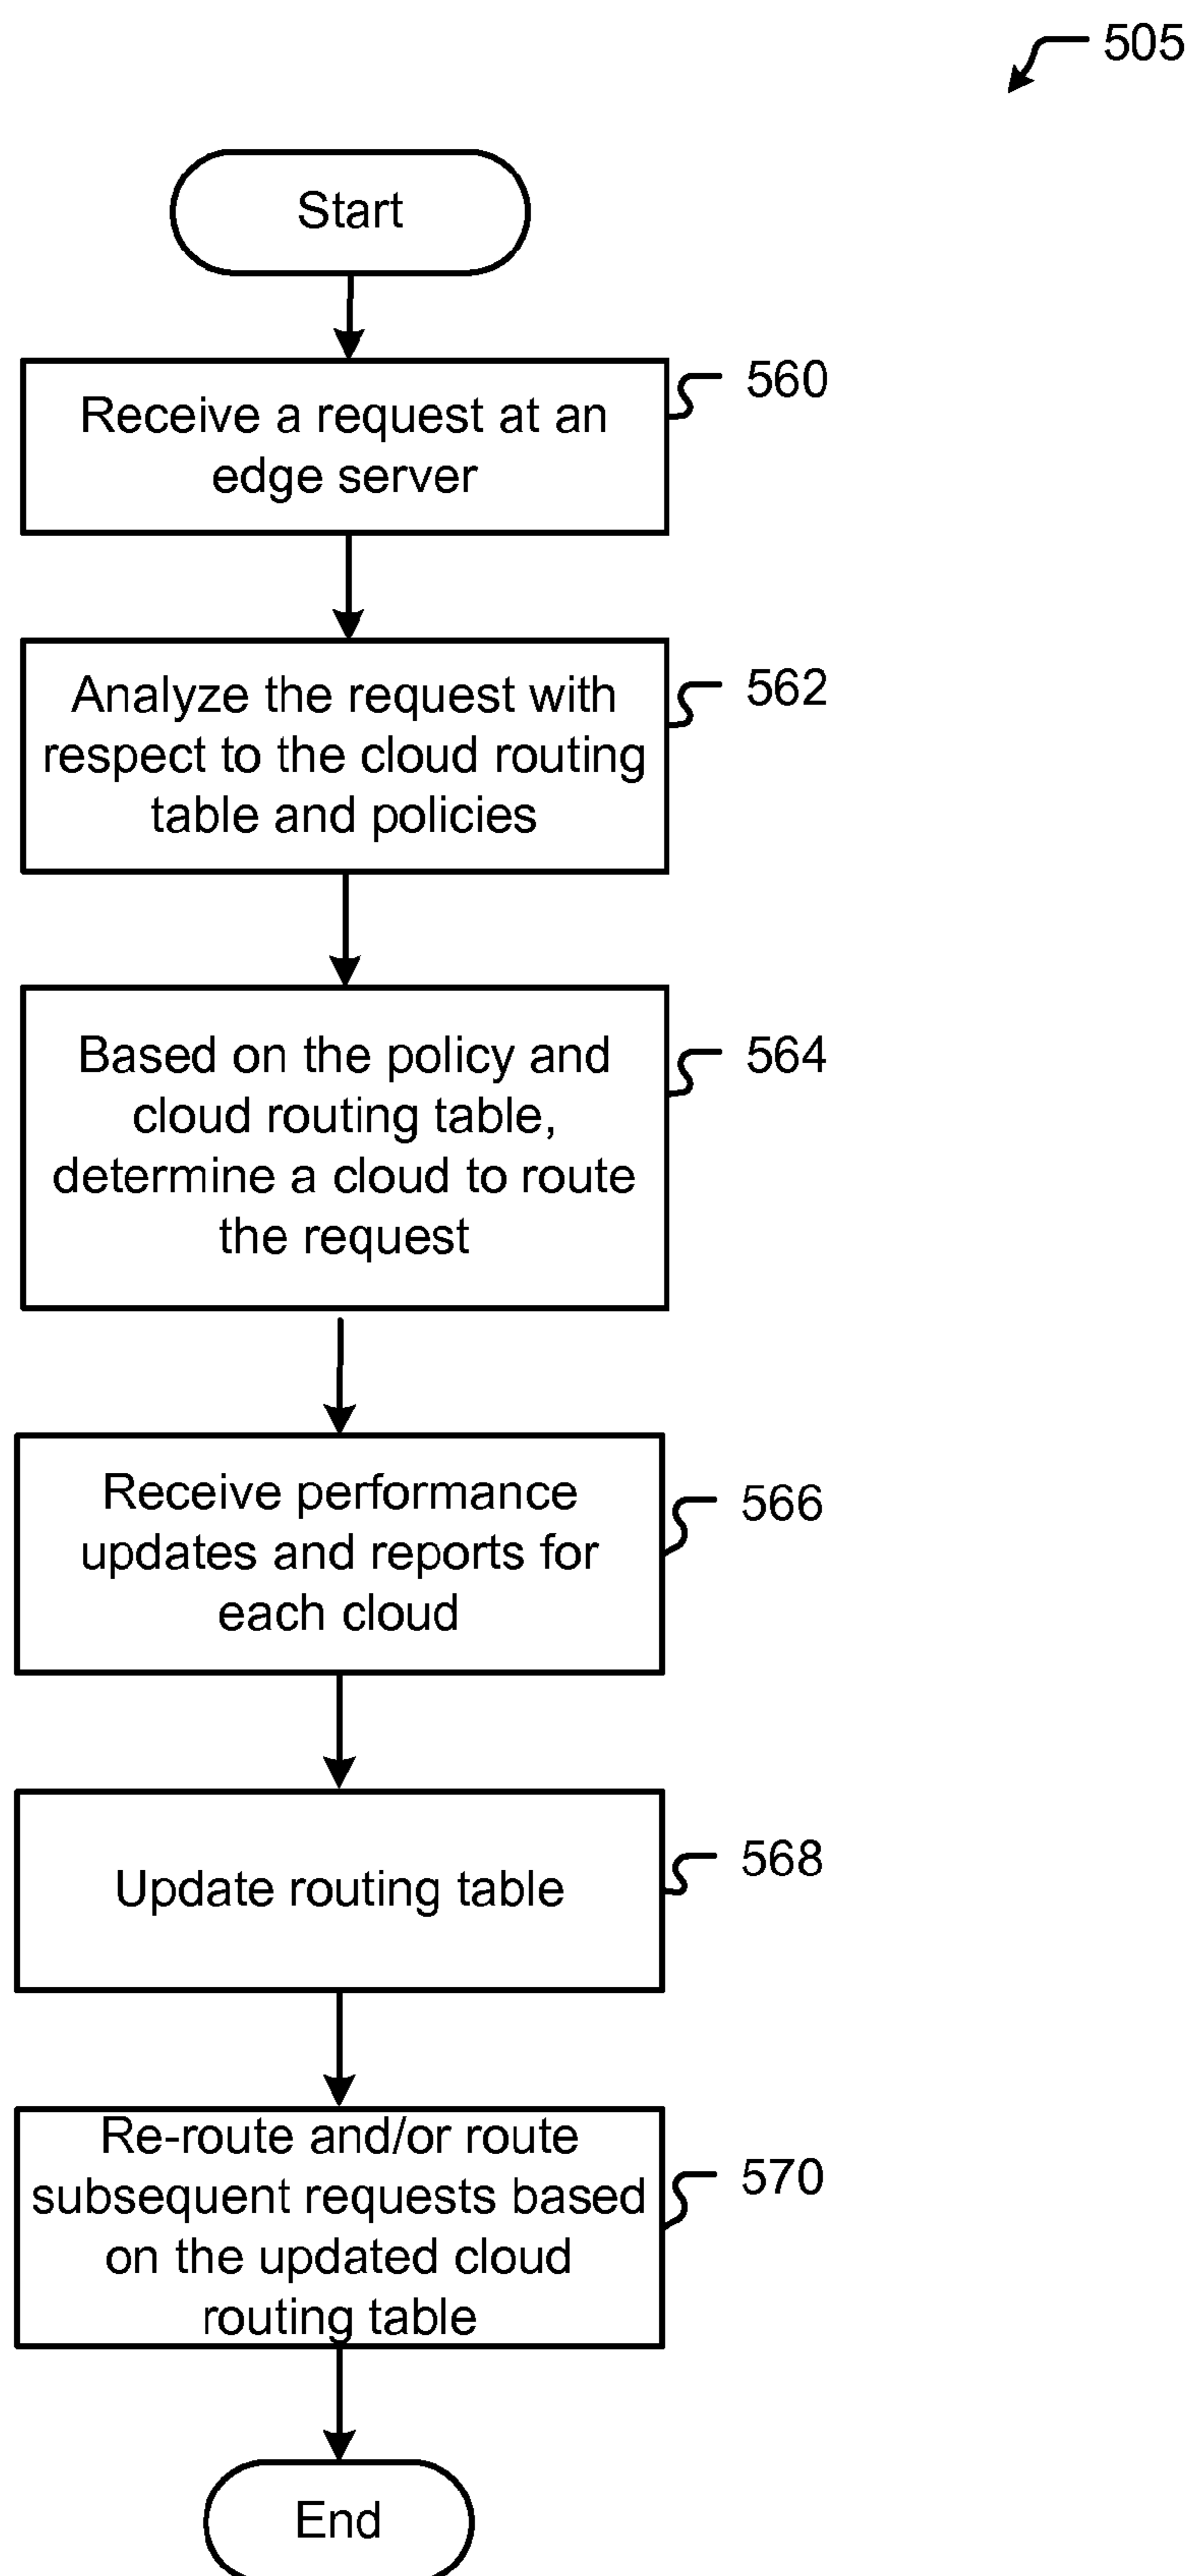 505
Start
560
Receive a request at an
edge server
562
Analyze the request with
respect to the cloud routing
table and policies
564
Based on the policy and
cloud routing table,
determine a cloud to route
the request
566
Receive performance
updates and reports for
each cloud
568
Update routing table
570
Re-route and/or route
subsequent requests based
on the updated cloud
routing table
End